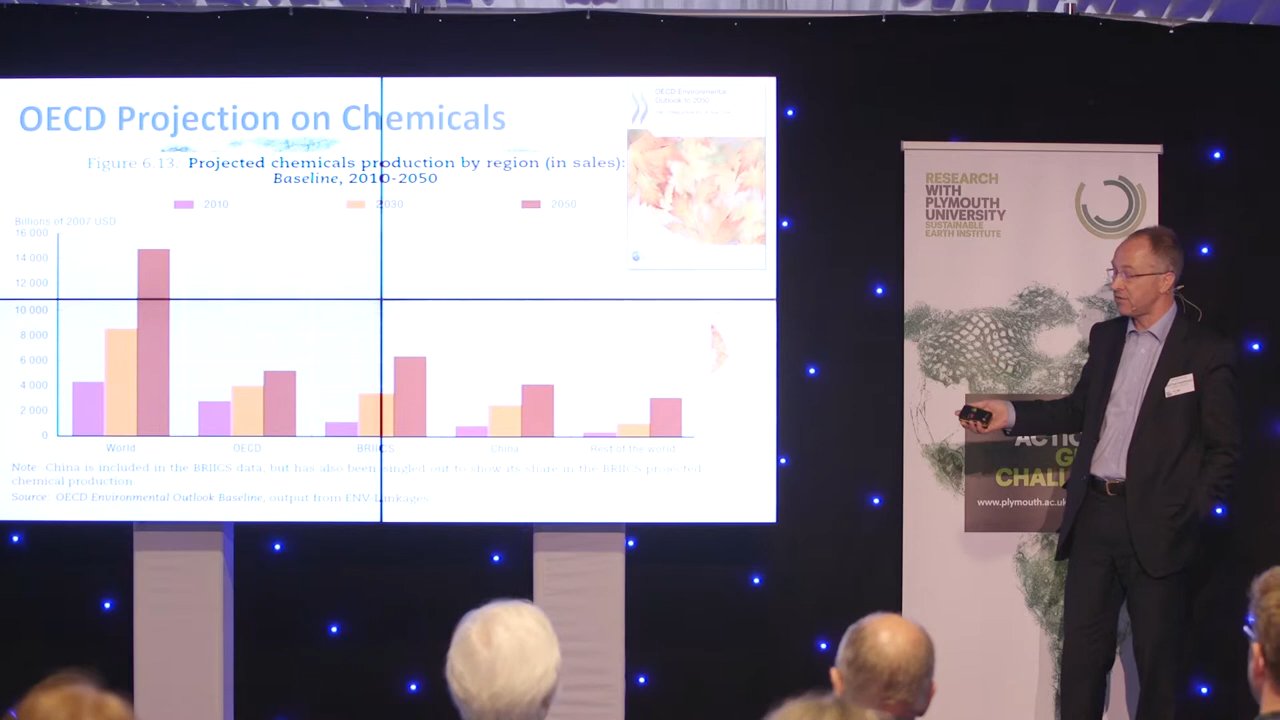 OECD Projection on Chemicals
OECD Environmental
Outlook to 2050
Figure 6.13. Projected chemicals production by region (in sales):
Baseline, 2010-2050
2010 2030 2050
Billions of 2007 USD
16 000
14 000
12 000
10 000
8 000
6 000
4 000
2 000
0
World OECD BRIICS China Rest of the world
Note: China is included in the BRIICS data, but has also been singled out to show its share in the BRIICS projected
chemical production
Source: OECD Environmental Outlook Baseline, output from ENV-Linkages
RESEARCH
WITH
PLYMOUTH
UNIVERSITY
SUSTAINABLE
EARTH INSTITUTE
ACTIO
G
CHALL
www.plymouth.ac.uk